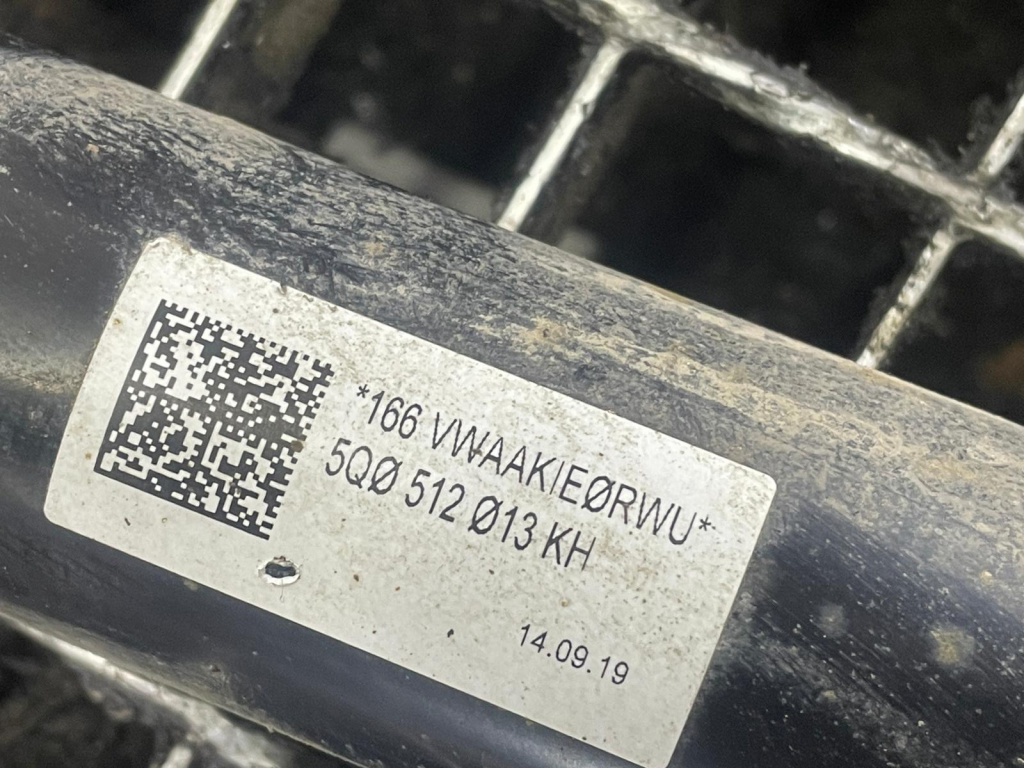 *166 VWAAKIEØRWU*
5QØ 512 Ø13 KH
14.09.19